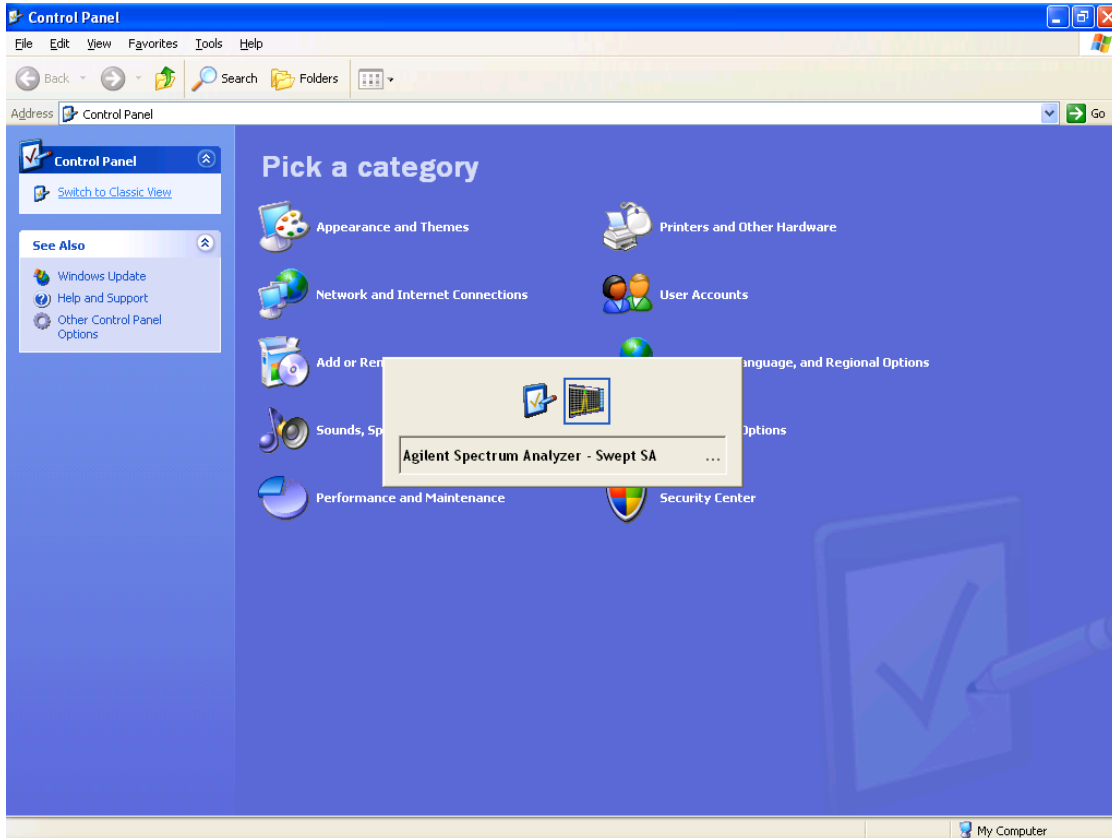 Control Panel
File Edit View Favorites Tools Help
Back Search Folders
Address Control Panel Go
Control Panel
Switch to Classic View
See Also
Windows Update
Help and Support
Other Control Panel
Options
Pick a category
Appearance and Themes
Printers and Other Hardware
Network and Internet Connections
User Accounts
Add or Re
anguage, and Regional Options
Sounds, Sp
Options
Agilent Spectrum Analyzer - Swept SA ...
Performance and Maintenance
Security Center
My Computer